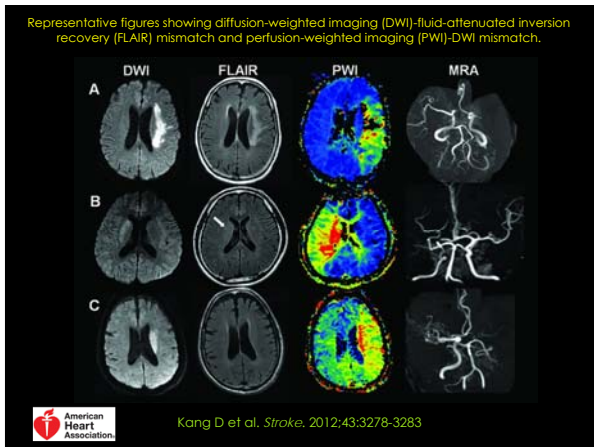 Representative figures showing diffusion-weighted imaging (DWI)-fluid-attenuated inversion
recovery (FLAIR) mismatch and perfusion-weighted imaging (PWI)-DWI mismatch.
DWI FLAIR PWI MRA
A
B
C
American
Heart
Association®
Kang D et al. Stroke. 2012;43:3278-3283